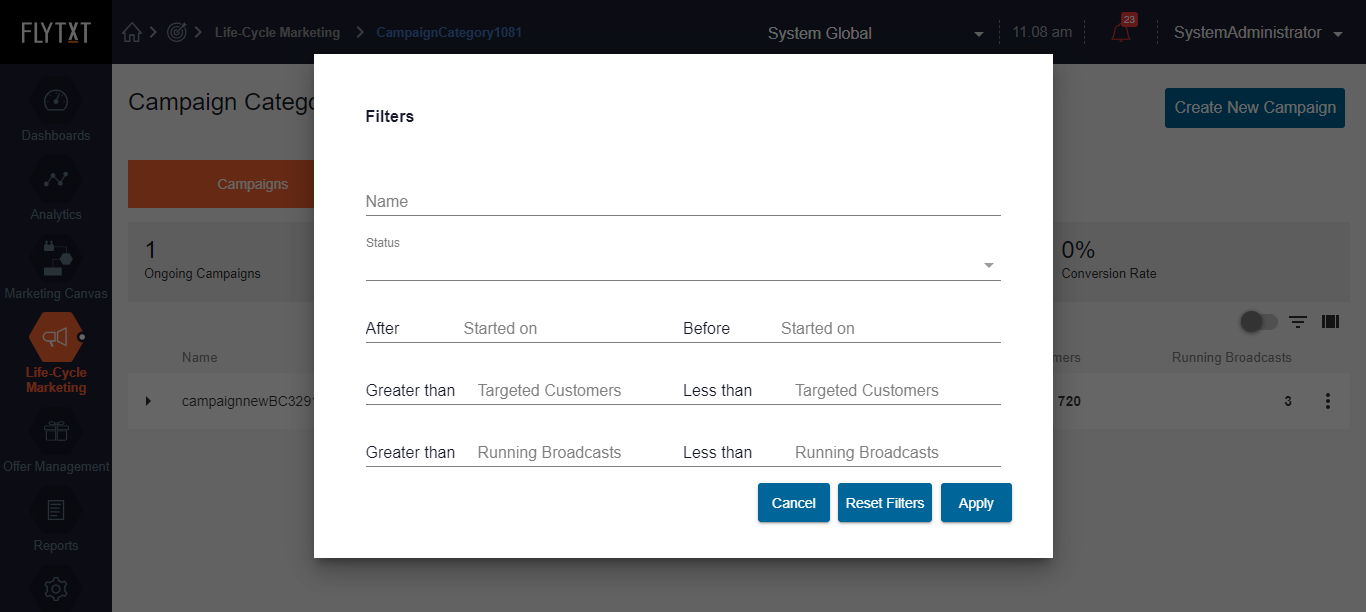 FLYTXT
Life-Cycle Marketing
CampaignCategory1081
System Global
11.08 am
23
SystemAdministrator
Dashboards
Analytics
Marketing Canvas
Life-Cycle
Marketing
Offer Management
Reports
Campaign Catego
Create New Campaign
Campaigns
1
Ongoing Campaigns
0%
Conversion Rate
Name
mers
Running Broadcasts
campaignnewBC3291
720
3
Filters
Name
Status
After Started on Before Started on
Greater than Targeted Customers Less than Targeted Customers
Greater than Running Broadcasts Less than Running Broadcasts
Cancel Reset Filters Apply